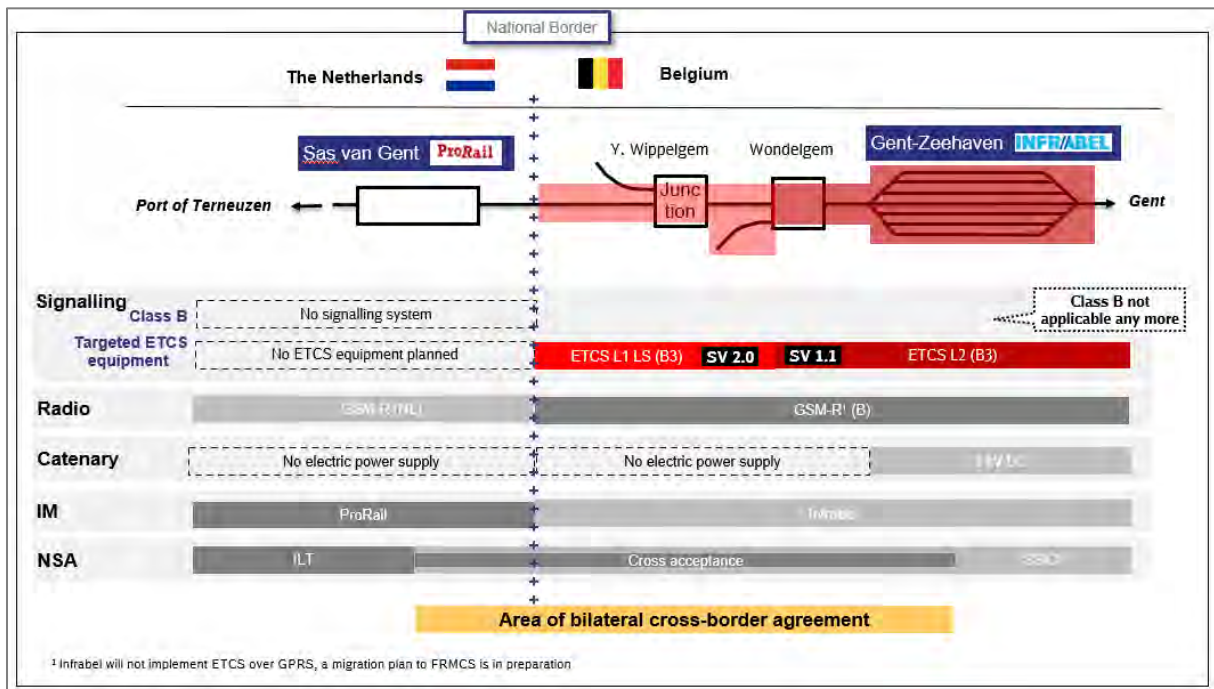 National Border
The Netherlands
Belgium
Sas van Gent ProRail
Y. Wippelgem
Wondelgem
Gent-Zeehaven INFRABEL
Junc
tion
Port of Terneuzen
Gent
Signalling
Class B
No signalling system
Class B not
applicable any more
Targeted ETCS
equipment
No ETCS equipment planned
ETCS L1 LS (B3)
SV 2.0
SV 1.1
ETCS L2 (B3)
Radio
GSM-R (NL)
GSM-R¹ (B)
Catenary
No electric power supply
No electric power supply
IM
ProRail
Infrabel
NSA
ILT
Cross acceptance
Area of bilateral cross-border agreement
¹ Infrabel will not implement ETCS over GPRS, a migration plan to FRMCS is in preparation